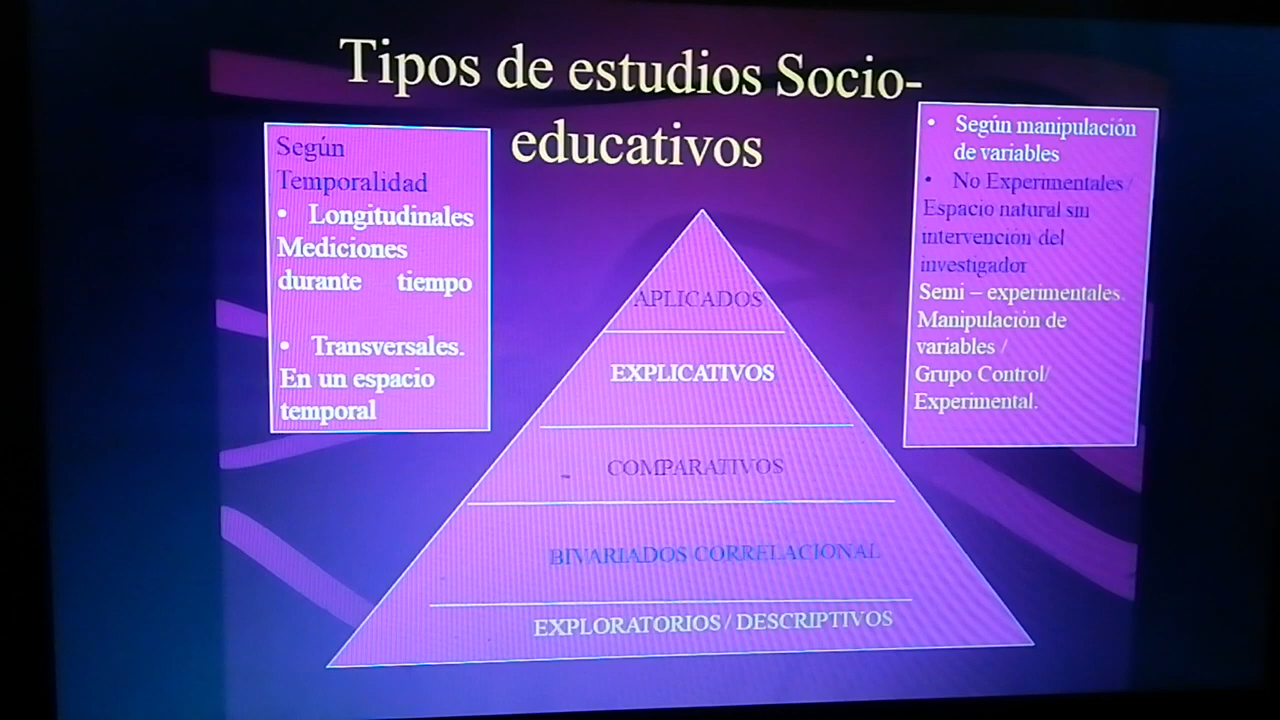 Tipos de estudios Socio-
educativos
Según
Temporalidad
• Longitudinales
Mediciones
durante tiempo
• Transversales.
En un espacio
temporal
• Según manipulación
de variables
• No Experimentales /
Espacio natural sin
intervención del
investigador
Semi – experimentales.
Manipulación de
variables /
Grupo Control/
Experimental.
APLICADOS
EXPLICATIVOS
COMPARATIVOS
BIVARIADOS CORRELACIONAL
EXPLORATORIOS / DESCRIPTIVOS